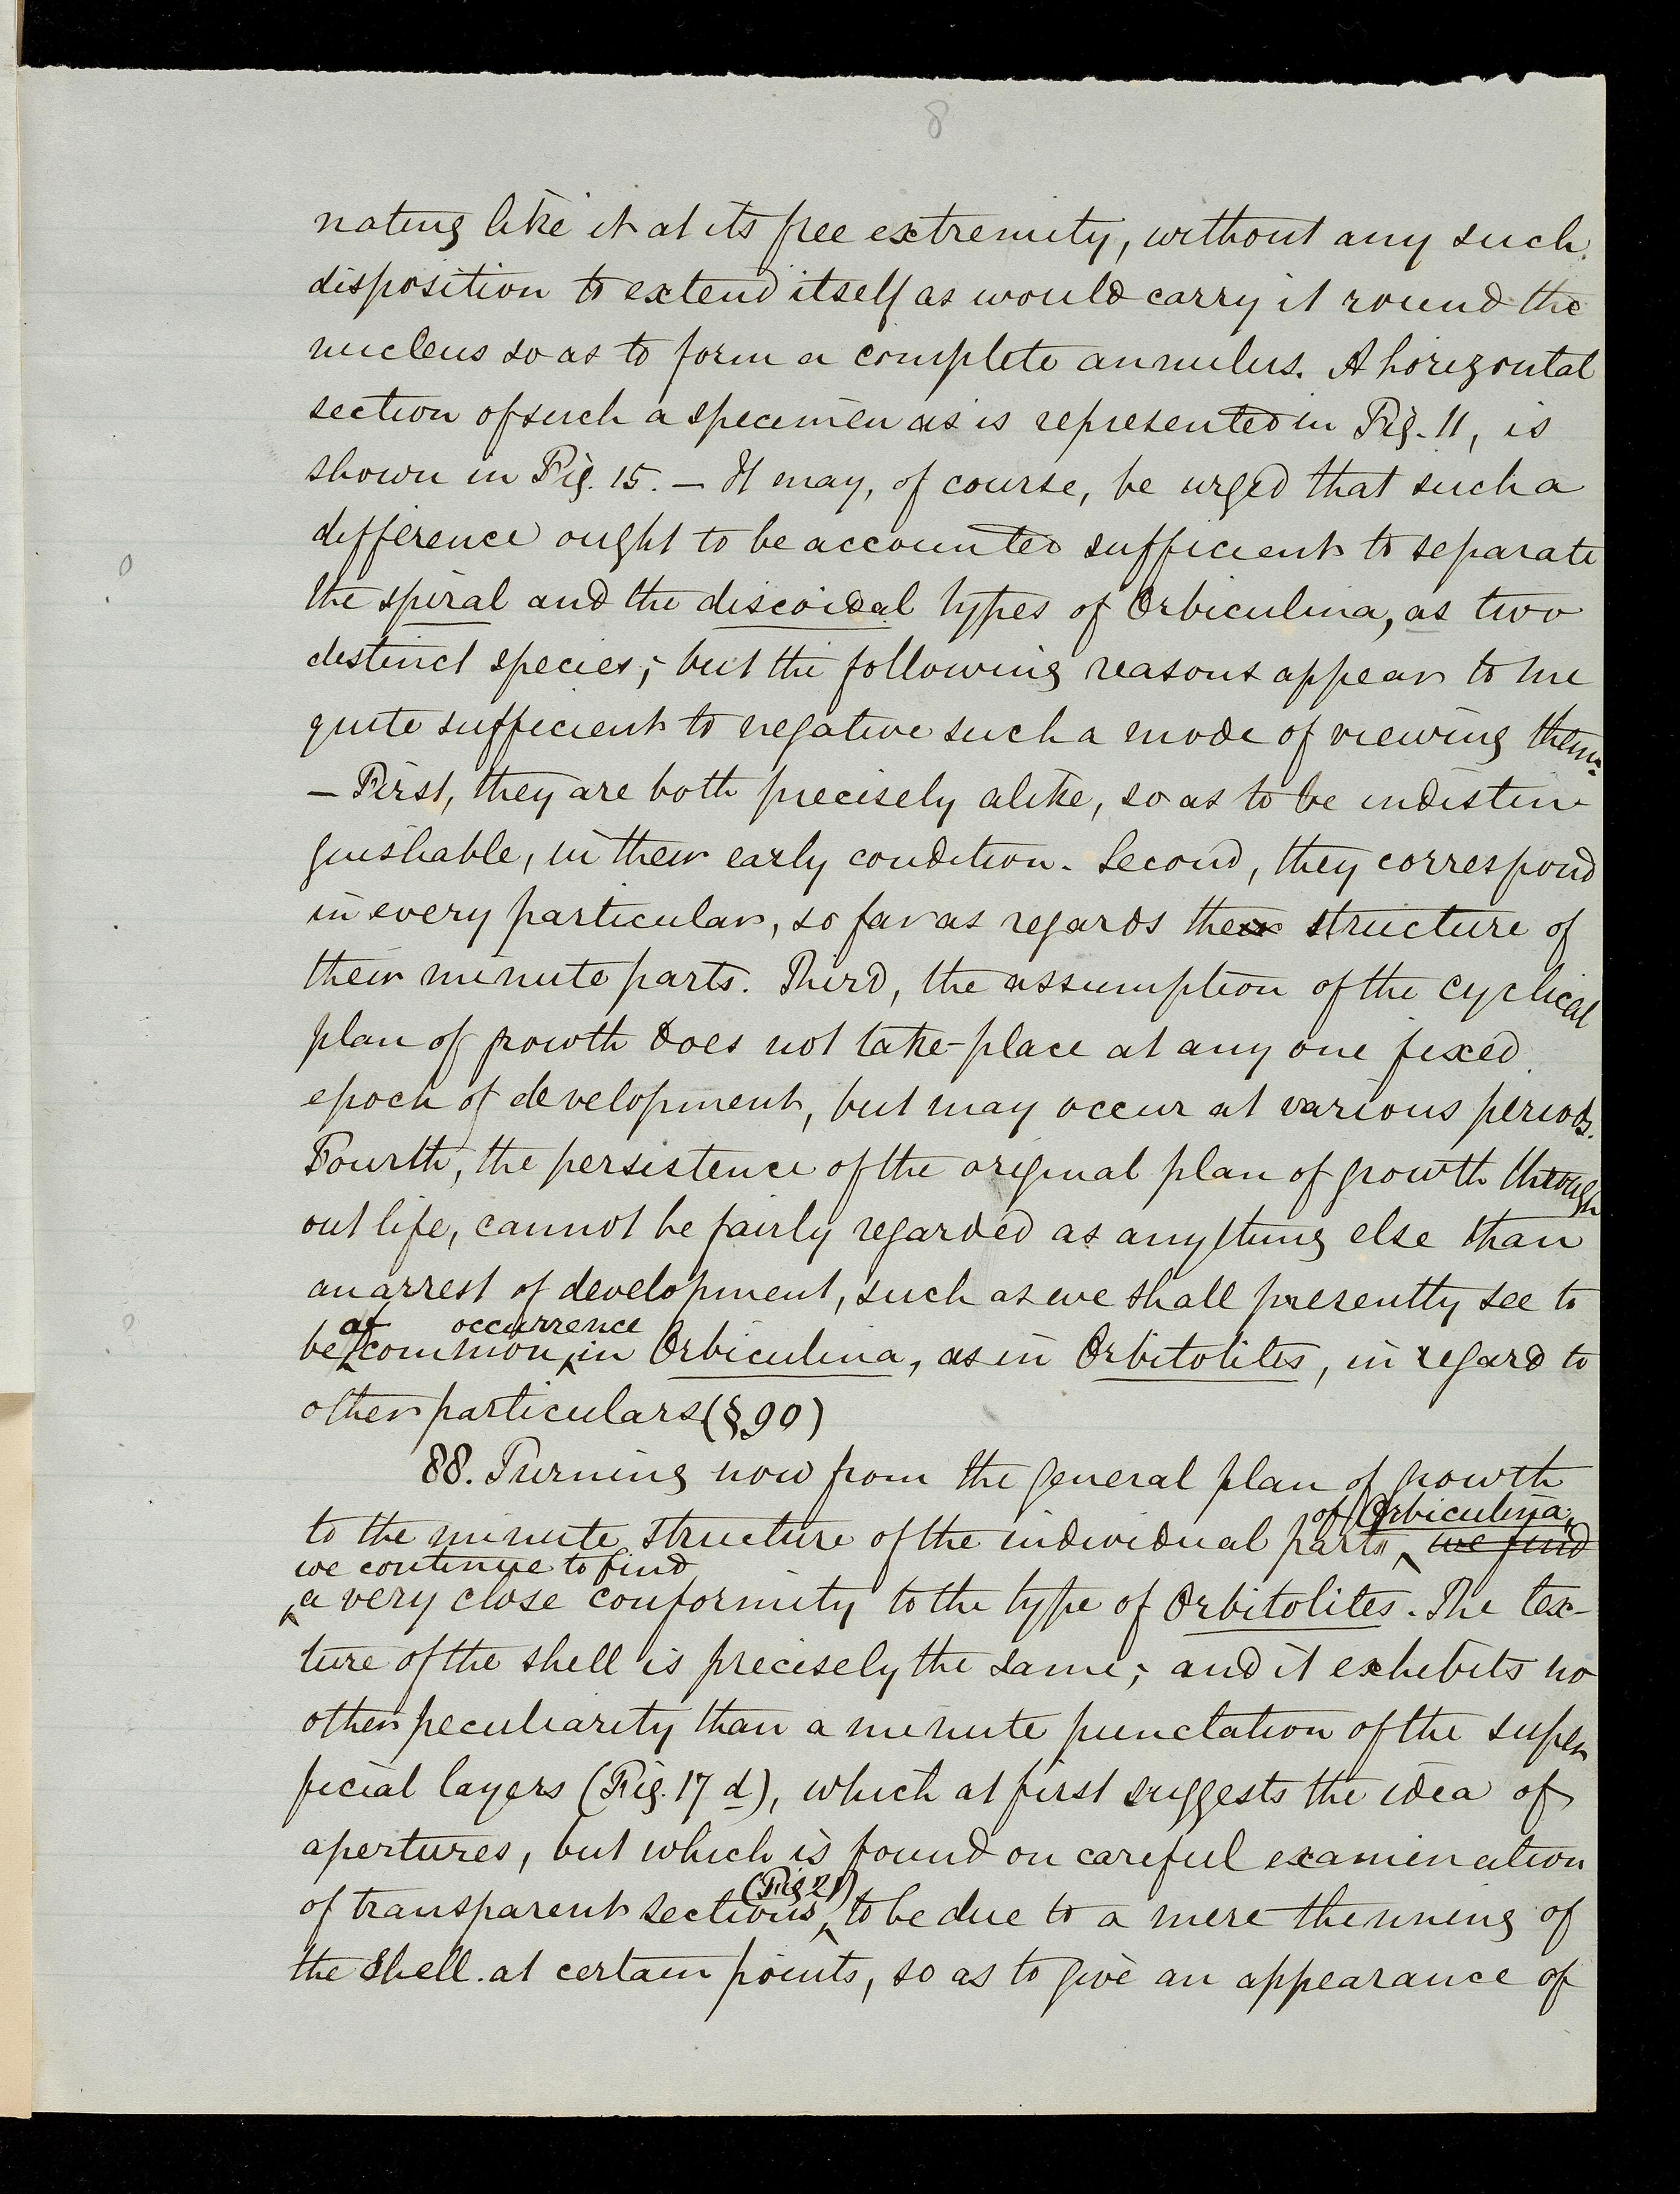 8
nating like it at its free extremity, without any such
disposition to extend itself as would carry it round the
nucleus so as to form a complete annulus. A horizontal
section of such a specimen as is represented in Fig. 11, is
shown in Fig. 15. — It may, of course, be urged that such a
difference ought to be accounted sufficient to separate
the spiral and the discoidal types of Orbiculina, as two
distinct species; but the following reasons appear to me
quite sufficient to negative such a mode of viewing them.
— First, they are both precisely alike, so as to be indistin
guishable, in their early condition. Second, they correspond
in every particular, so far as regards the structure of
their minute parts. Third, the assumption of the cyclical
plan of growth does not take-place at any one fixed
epoch of development, but may occur at various periods.
Fourth, the persistence of the original plan of growth through
out life, cannot be fairly regarded as anything else than
an arrest of development, such as we shall presently see to
be of common occurrence in Orbiculina, as in Orbitolites, in regard to
other particulars (§ 90)
88. Turning now from the general plan of growth
to the minute structure of the individual parts of Orbiculina, we find
we continue to find
a very close conformity to the type of Orbitolites. The tex-
ture of the shell is precisely the same; and it exhibits no
other peculiarity than a minute punctation of the super
ficial layers (Fig. 17 d), which at first suggests the idea of
apertures, but which is found on careful examination
of transparent sections (Fig 21) to be due to a mere thinning of
the shell at certain points, so as to give an appearance of